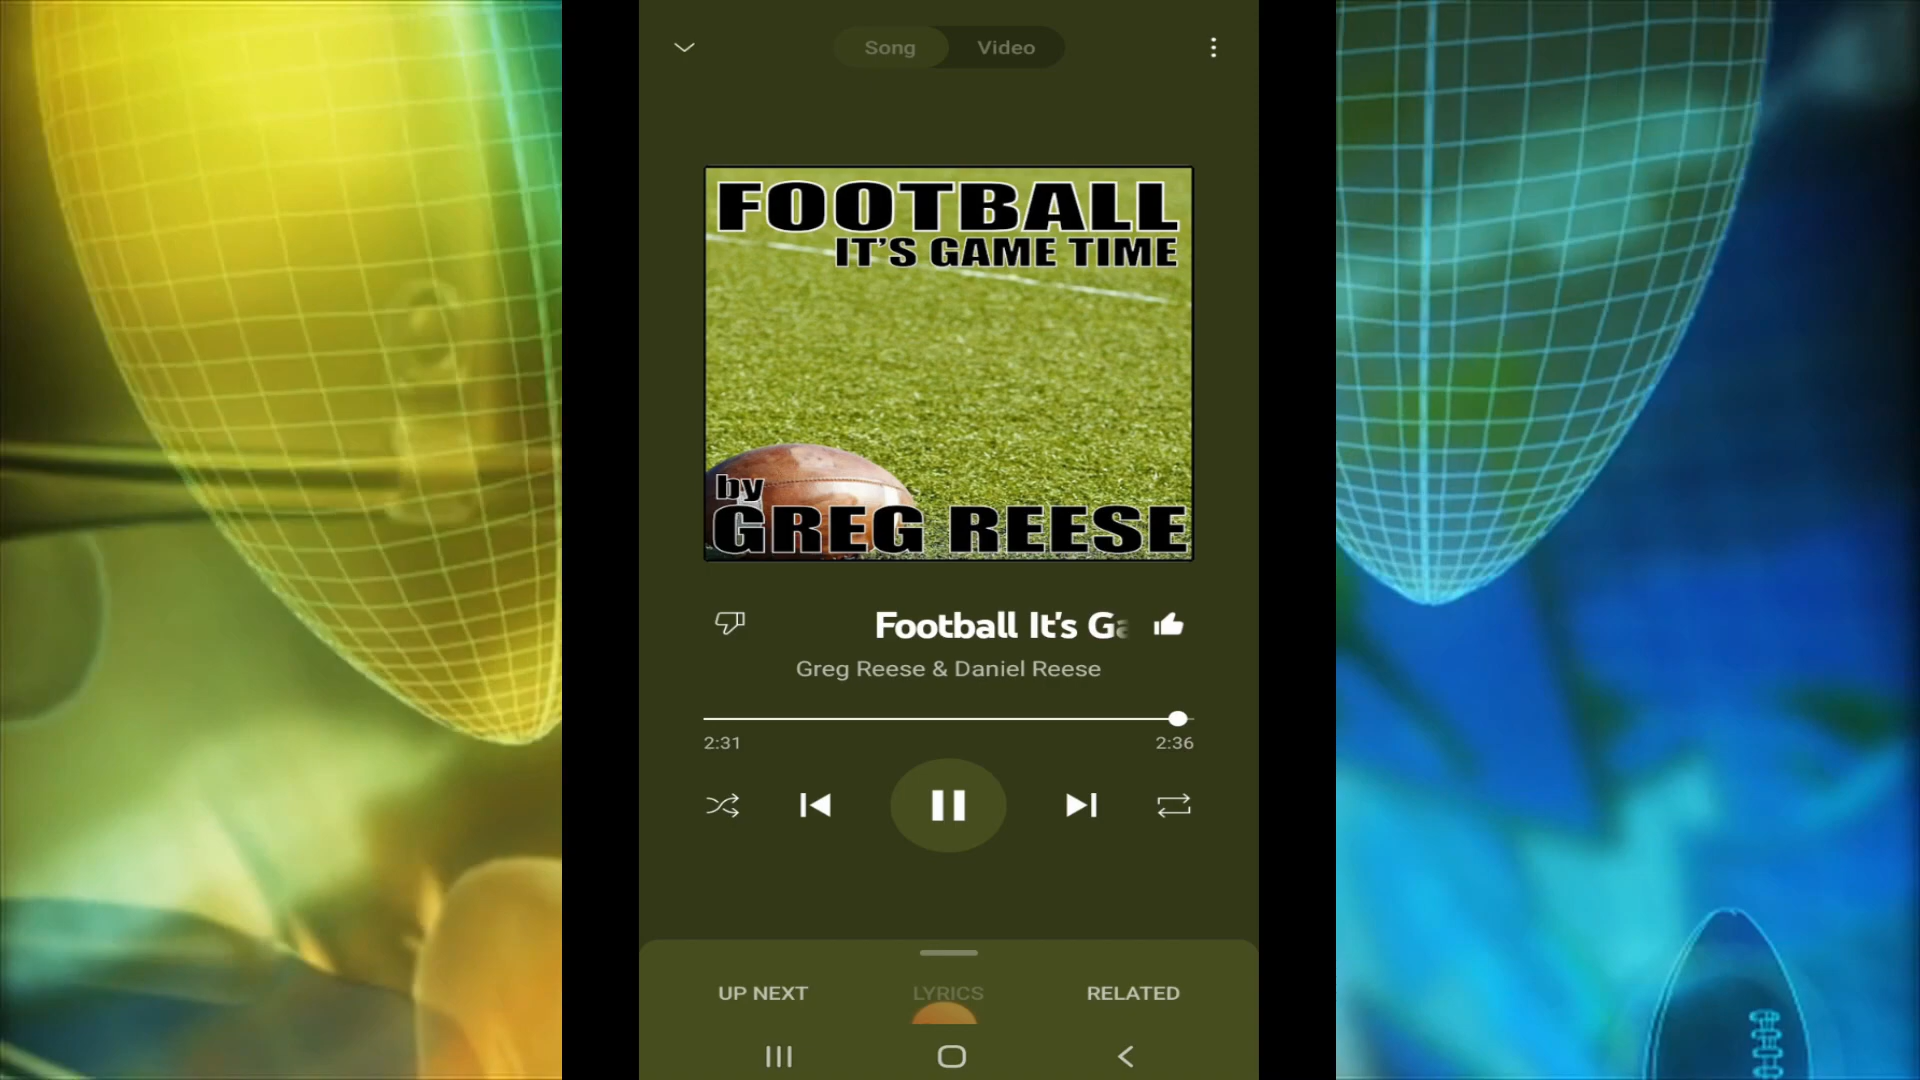 Song Video
FOOTBALL
IT'S GAME TIME
by
GREG REESE
Football It's Ga
Greg Reese & Daniel Reese
2:31 2:36
UP NEXT LYRICS RELATED